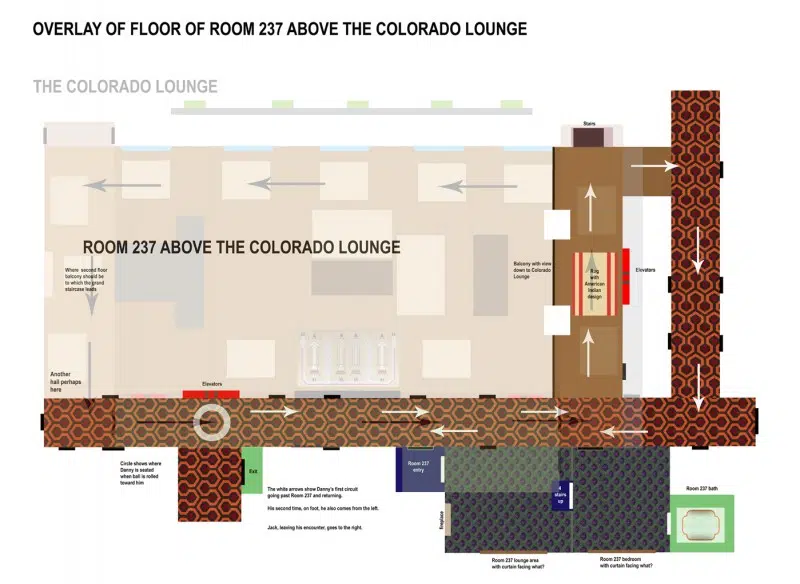 OVERLAY OF FLOOR OF ROOM 237 ABOVE THE COLORADO LOUNGE
THE COLORADO LOUNGE
Stairs
ROOM 237 ABOVE THE COLORADO LOUNGE
Where second floor
balcony should be
to which the grand
staircase leads
Balcony with view
down to Colorado
Lounge
Rug
with
American
Indian
design
Elevators
Another
hall perhaps
here
Elevators
Circle shows where
Danny is seated
when ball is rolled
toward him
Exit
Room 237
entry
The white arrows show Danny's first circuit
going past Room 237 and returning.
His second time, on foot, he also comes from the left.
Jack, leaving his encounter, goes to the right.
4
stairs
up
fireplace
Room 237 bath
Room 237 lounge area
with curtain facing what?
Room 237 bedroom
with curtain facing what?